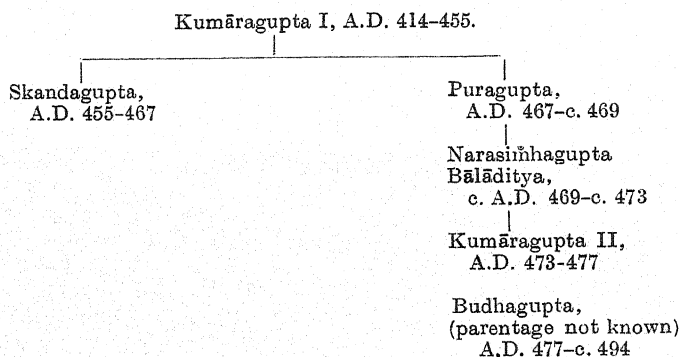 Kumāragupta I, A.D. 414–455.
Skandagupta,
A.D. 455–467
Puragupta,
A.D. 467–c. 469
Narasiṁhagupta
Bālāditya,
c. A.D. 469–c. 473
Kumāragupta II,
A.D. 473-477
Budhagupta,
(parentage not known)
A.D. 477–c. 494